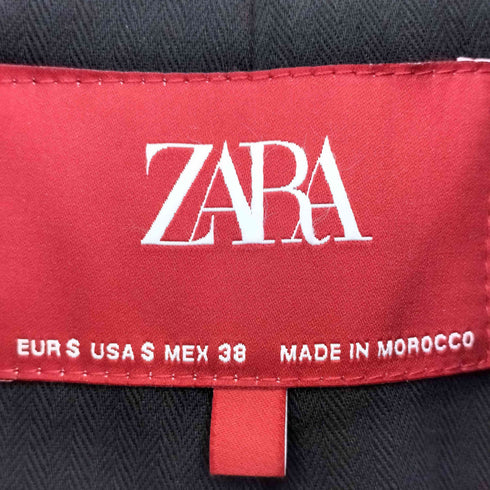 ZARA
EUR S USA S MEX 38 MADE IN MOROCCO